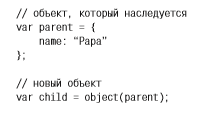 // объект, который наследуется
var parent = {
    name: “Papa”
};

// новый объект
var child = object(parent);